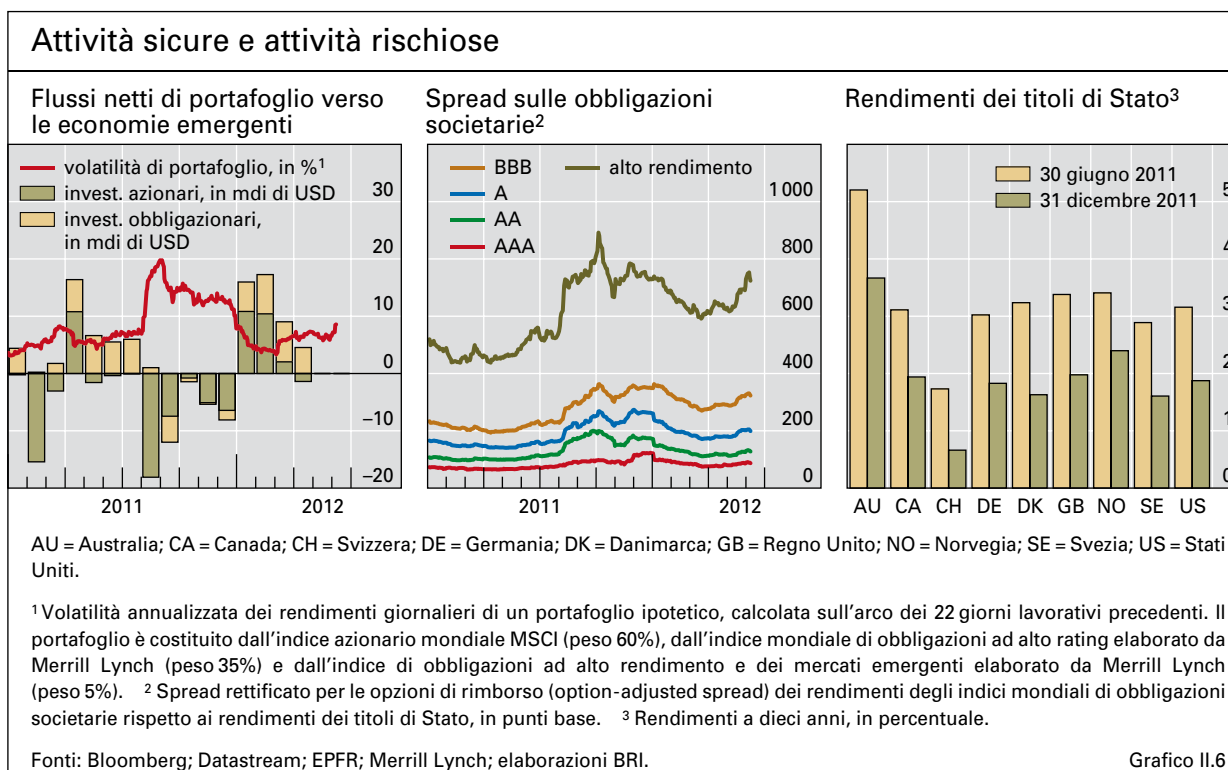 Attività sicure e attività rischiose
Flussi netti di portafoglio verso
le economie emergenti
volatilità di portafoglio, in %¹
invest. azionari, in mdi di USD
invest. obbligazionari,
in mdi di USD
30
20
10
0
–10
–20
2011
2012
Spread sulle obbligazioni
societarie²
BBB
A
AA
AAA
alto rendimento
1 000
800
600
400
200
0
2011
2012
Rendimenti dei titoli di Stato³
30 giugno 2011
31 dicembre 2011
5
4
3
2
1
0
AU CA CH DE DK GB NO SE US
AU = Australia; CA = Canada; CH = Svizzera; DE = Germania; DK = Danimarca; GB = Regno Unito; NO = Norvegia; SE = Svezia; US = Stati
Uniti.
¹ Volatilità annualizzata dei rendimenti giornalieri di un portafoglio ipotetico, calcolata sull'arco dei 22 giorni lavorativi precedenti. Il
portafoglio è costituito dall'indice azionario mondiale MSCI (peso 60%), dall'indice mondiale di obbligazioni ad alto rating elaborato da
Merrill Lynch (peso 35%) e dall'indice di obbligazioni ad alto rendimento e dei mercati emergenti elaborato da Merrill Lynch
(peso 5%). ² Spread rettificato per le opzioni di rimborso (option-adjusted spread) dei rendimenti degli indici mondiali di obbligazioni
societarie rispetto ai rendimenti dei titoli di Stato, in punti base. ³ Rendimenti a dieci anni, in percentuale.
Fonti: Bloomberg; Datastream; EPFR; Merrill Lynch; elaborazioni BRI.
Grafico II.6